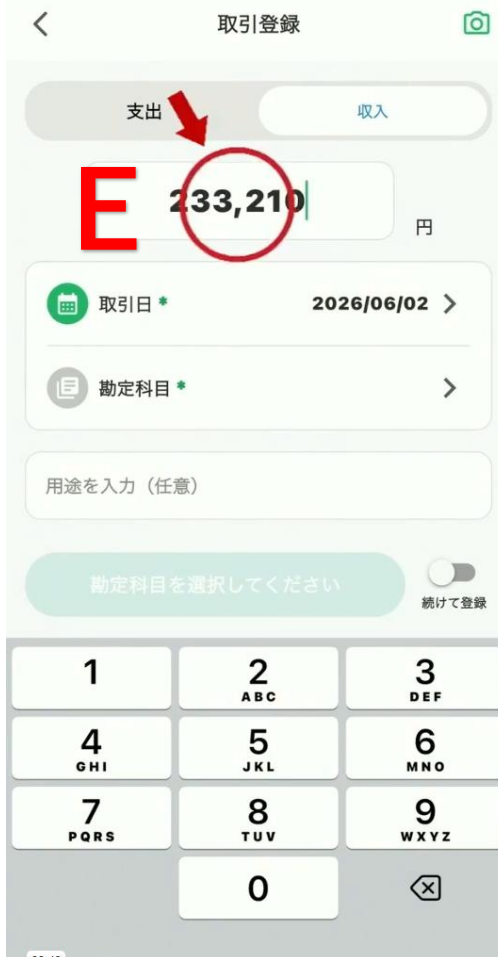 取引登録
支出
収入
E
233,210
円
取引日 *
2026/06/02
勘定科目 *
用途を入力（任意）
勘定科目を選択してください
続けて登録
1
2
ABC
3
DEF
4
GHI
5
JKL
6
MNO
7
PQRS
8
TUV
9
WXYZ
0